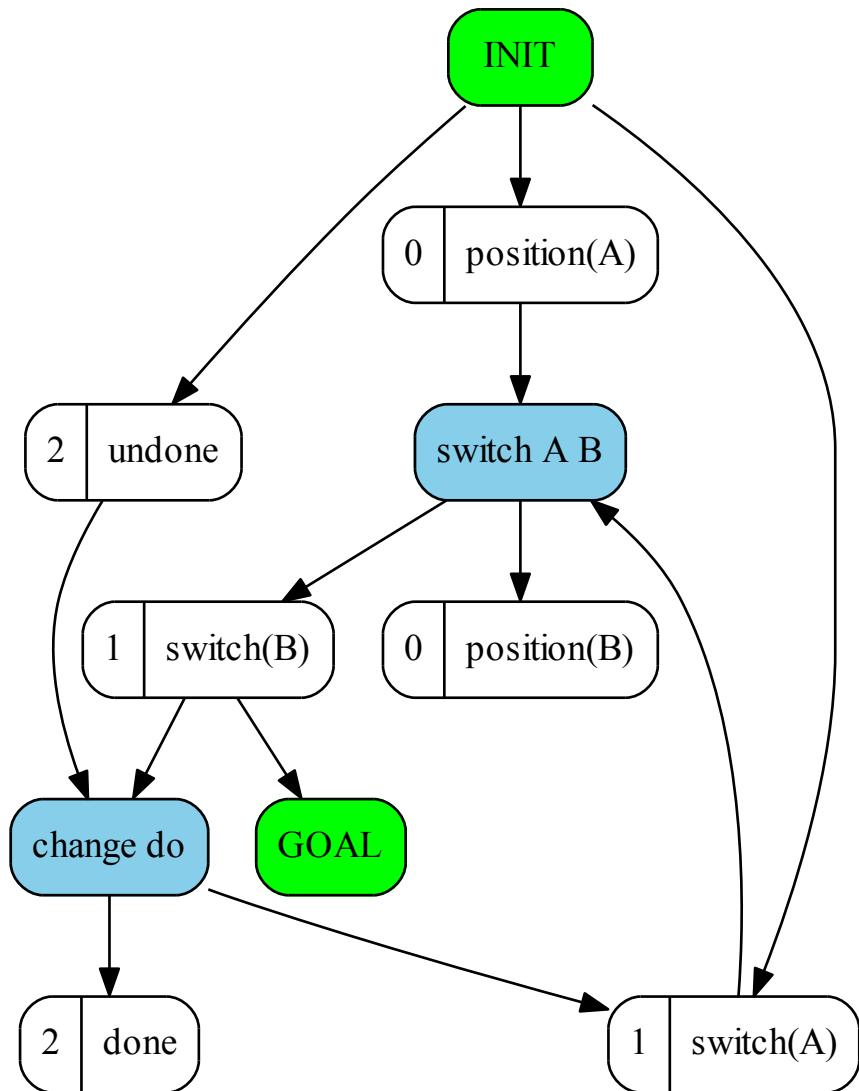 INIT
0 position(A)
2 undone
switch A B
1 switch(B)
0 position(B)
change do
GOAL
2 done
1 switch(A)